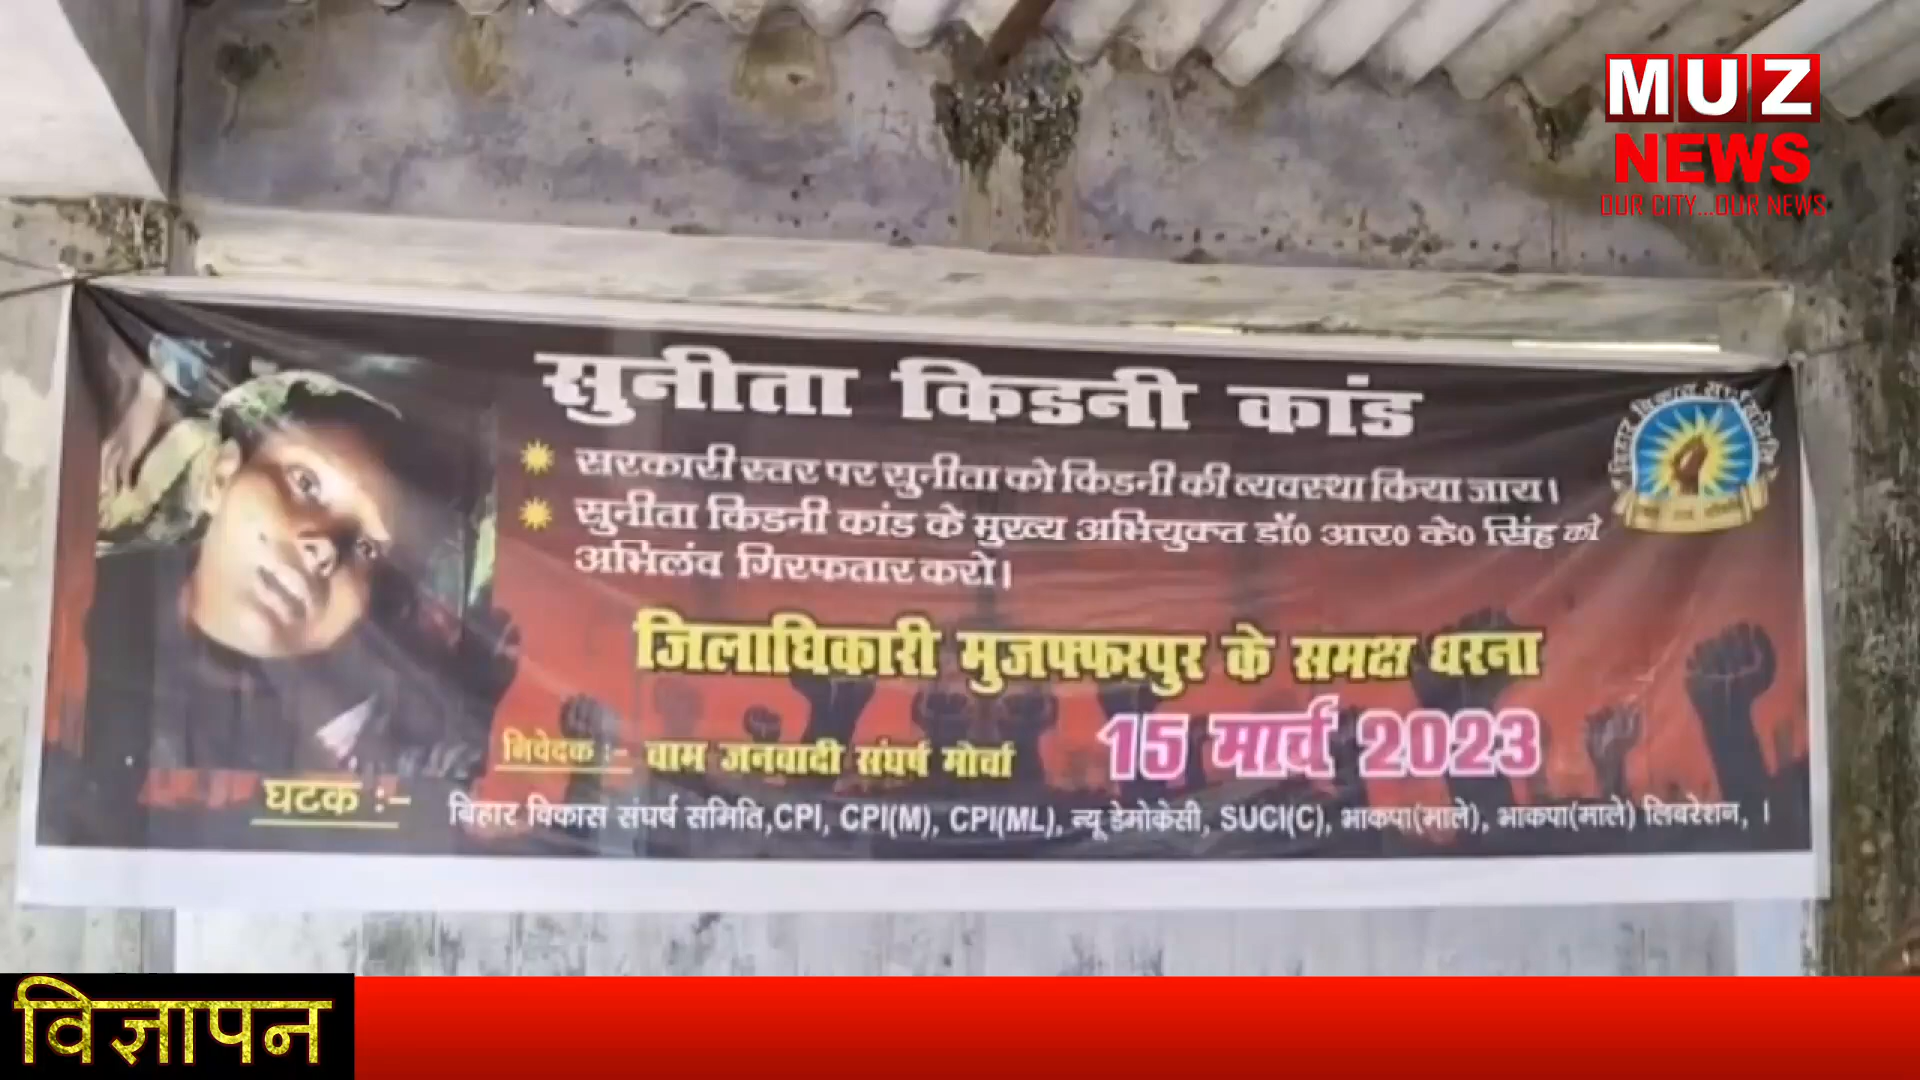 MUZ
NEWS
OUR CITY...OUR NEWS
सुनीता किडनी कांड
सरकारी स्तर पर सुनीता को किडनी की व्यवस्था किया जाय।
सुनीता किडनी कांड के मुख्य अभियुक्त डॉ० आर० के० सिंह को
अभिलंव गिरफतार करो।
जिलाधिकारी मुजफ्फरपुर के समक्ष धरना
15 मार्च 2023
निवेदक :- वाम जनवादी संघर्ष मोर्चा
घटक :- बिहार विकास संघर्ष समिति,CPI, CPI(M), CPI(ML), न्यू डेमोकेसी, SUCI(C), भाकपा(माले), भाकपा(माले) लिबरेशन, ।
विज्ञापन